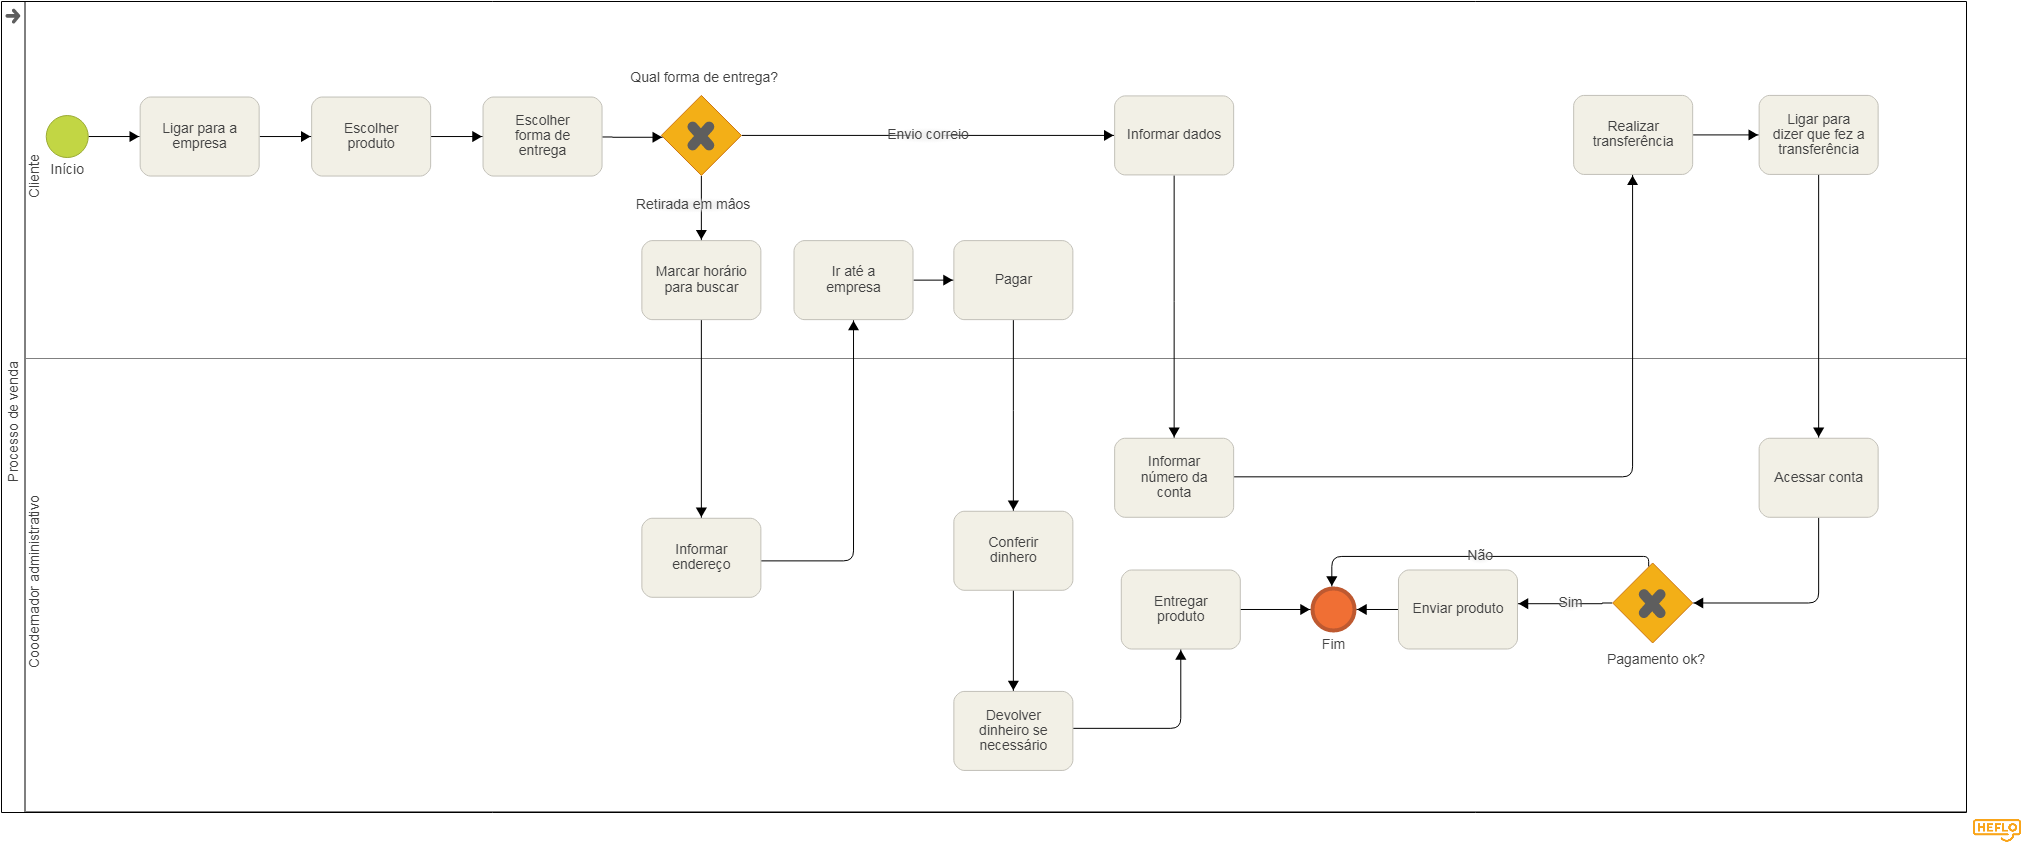 Processo de venda
Cliente
Início
Ligar para a
empresa
Escolher
produto
Escolher
forma de
entrega
Qual forma de entrega?
Envio correio
Retirada em mâos
Informar dados
Realizar
transferência
Ligar para
dizer que fez a
transferência
Marcar horário
para buscar
Ir até a
empresa
Pagar
Coodernador administrativo
Informar
endereço
Conferir
dinhero
Devolver
dinheiro se
necessário
Informar
número da
conta
Entregar
produto
Fim
Não
Enviar produto
Sim
Pagamento ok?
Acessar conta
HEFLO